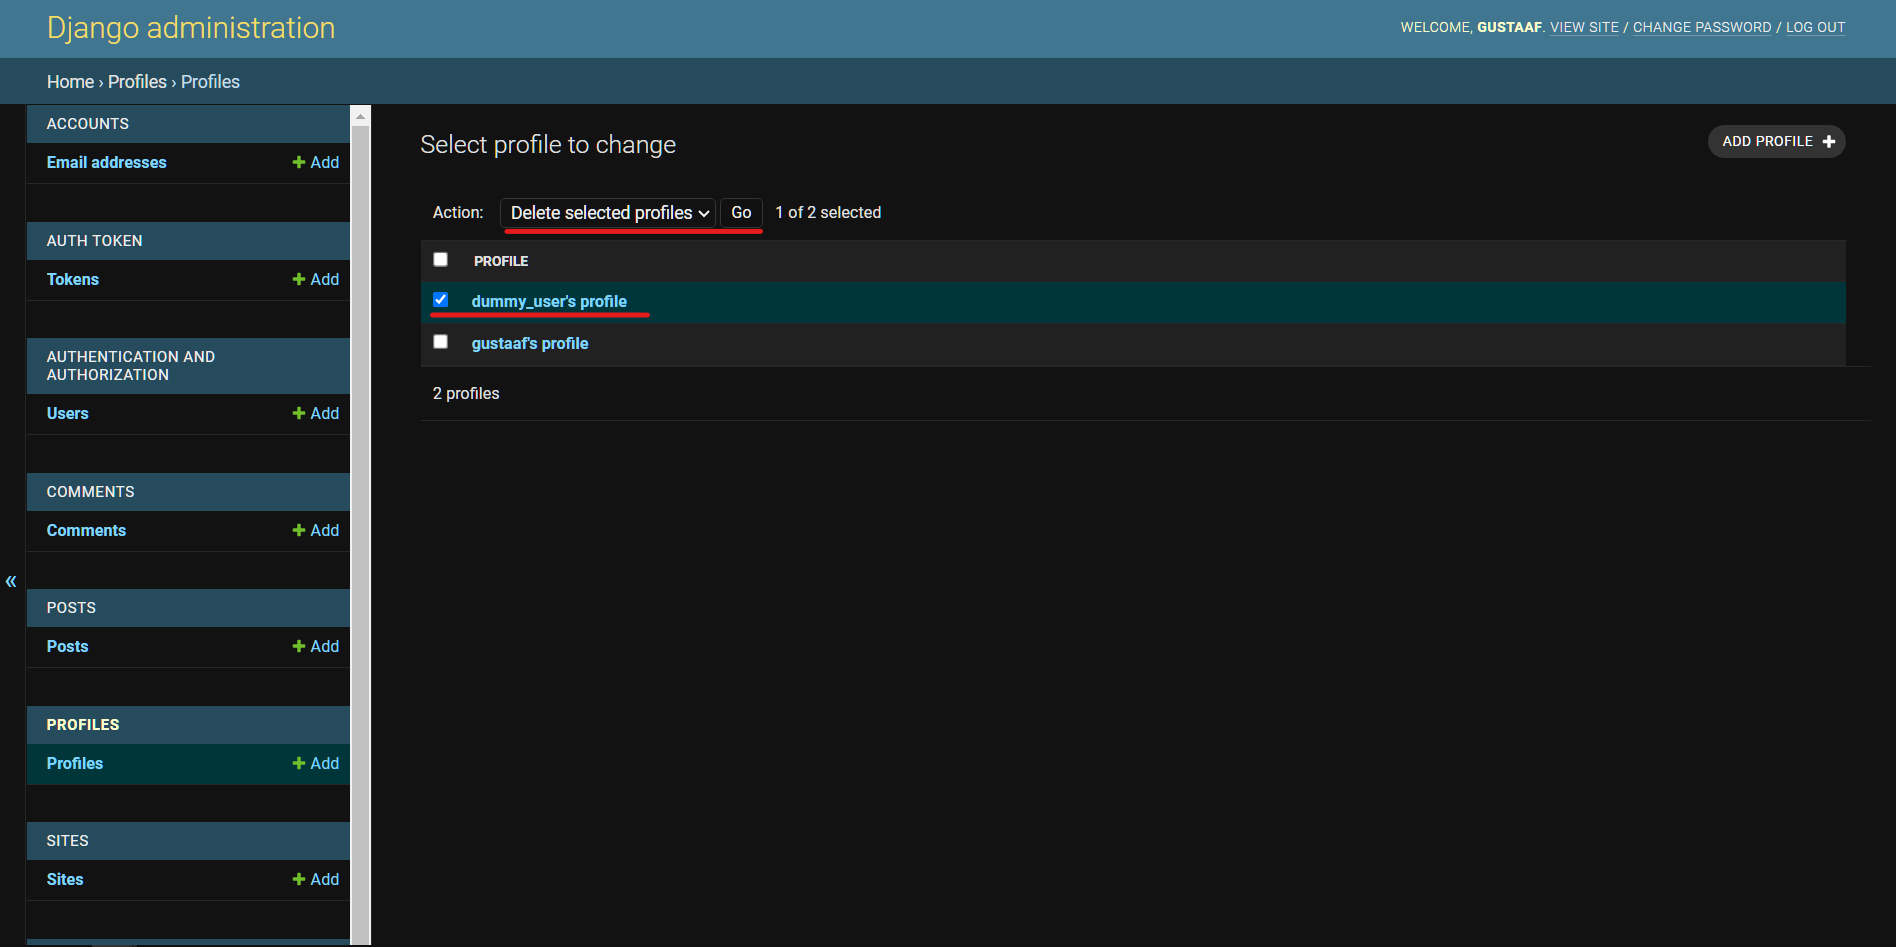 Django administration
WELCOME, GUSTAAF. VIEW SITE / CHANGE PASSWORD / LOG OUT
Home › Profiles › Profiles
ACCOUNTS
Email addresses
Add
AUTH TOKEN
Tokens
Add
AUTHENTICATION AND
AUTHORIZATION
Users
Add
COMMENTS
Comments
Add
POSTS
Posts
Add
PROFILES
Profiles
Add
SITES
Sites
Add
«
Select profile to change
ADD PROFILE
Action: Delete selected profiles Go 1 of 2 selected
PROFILE
dummy_user's profile
gustaaf's profile
2 profiles